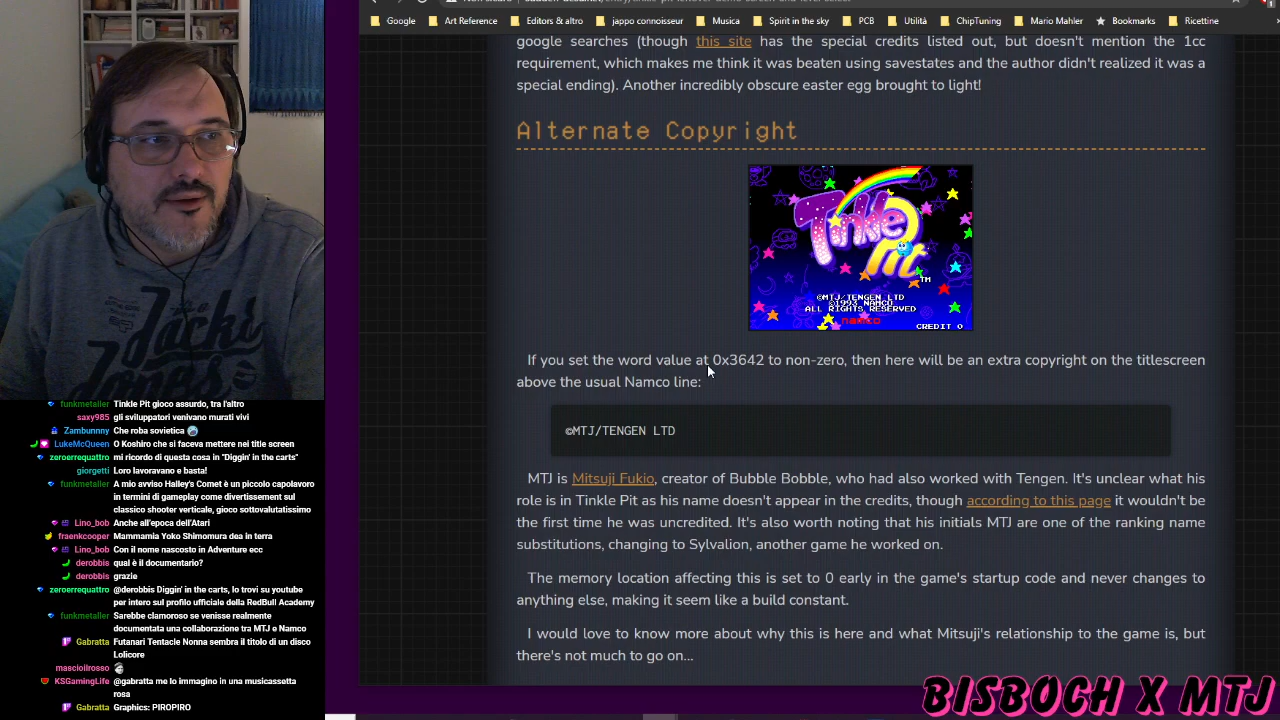 Google Art Reference Editors & altro jappo connoisseur Musica Spirit in the sky PCB Utilità ChipTuning Mario Mahler Bookmarks Ricettine
google searches (though this site has the special credits listed out, but doesn't mention the 1cc
requirement, which makes me think it was beaten using savestates and the author didn't realized it was a
special ending). Another incredibly obscure easter egg brought to light!
Alternate Copyright
Tinkle Pit
TM
©MTJ/TENGEN LTD
©1993 NAMCO
ALL RIGHTS RESERVED
namco
CREDIT 0
If you set the word value at 0x3642 to non-zero, then here will be an extra copyright on the titlescreen
above the usual Namco line:
©MTJ/TENGEN LTD
MTJ is Mitsuji Fukio, creator of Bubble Bobble, who had also worked with Tengen. It's unclear what his
role is in Tinkle Pit as his name doesn't appear in the credits, though according to this page it wouldn't be
the first time he was uncredited. It's also worth noting that his initials MTJ are one of the ranking name
substitutions, changing to Sylvalion, another game he worked on.
The memory location affecting this is set to 0 early in the game's startup code and never changes to
anything else, making it seem like a build constant.
I would love to know more about why this is here and what Mitsuji's relationship to the game is, but
there's not much to go on...
funkmetaller Tinkle Pit gioco assurdo, tra l'altro
saxy985 gli sviluppatori venivano murati vivi
Zambunnny Che roba sovietica
LukeMcQueen O Koshiro che si faceva mettere nei title screen
zeroerrequattro mi ricordo di questa cosa in "Diggin' in the carts"
giorgetti Loro lavoravano e basta!
funkmetaller A mio avviso Halley's Comet è un piccolo capolavoro
in termini di gameplay come divertissement sul
classico shooter verticale, gioco sottovalutatissimo
Lino_bob Anche all'epoca dell'Atari
fraenkcooper Mammamia Yoko Shimomura dea in terra
Lino_bob Con il nome nascosto in Adventure ecc
derobbis qual è il documentario?
derobbis grazie
zeroerrequattro @derobbis Diggin' in the carts, lo trovi su youtube
per intero sul profilo ufficiale della RedBull Academy
funkmetaller Sarebbe clamoroso se venisse realmente
documentata una collaborazione tra MTJ e Namco
Gabratta Futanari Tentacle Nonna sembra il titolo di un disco
Lolicore
masciollrosso
KSGamingLife @gabratta me lo immagino in una musicassetta
rosa
Gabratta Graphics: PIROPIRO
BISBOCH X MTJ